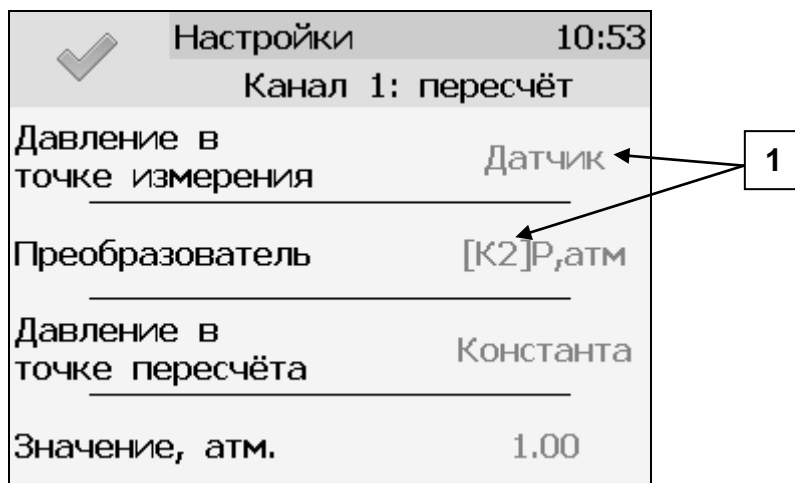 Настройки 10:53
Канал 1: пересчёт
Давление в
точке измерения
Датчик
1
Преобразователь [К2]Р,атм
Давление в
точке пересчёта
Константа
Значение, атм. 1.00